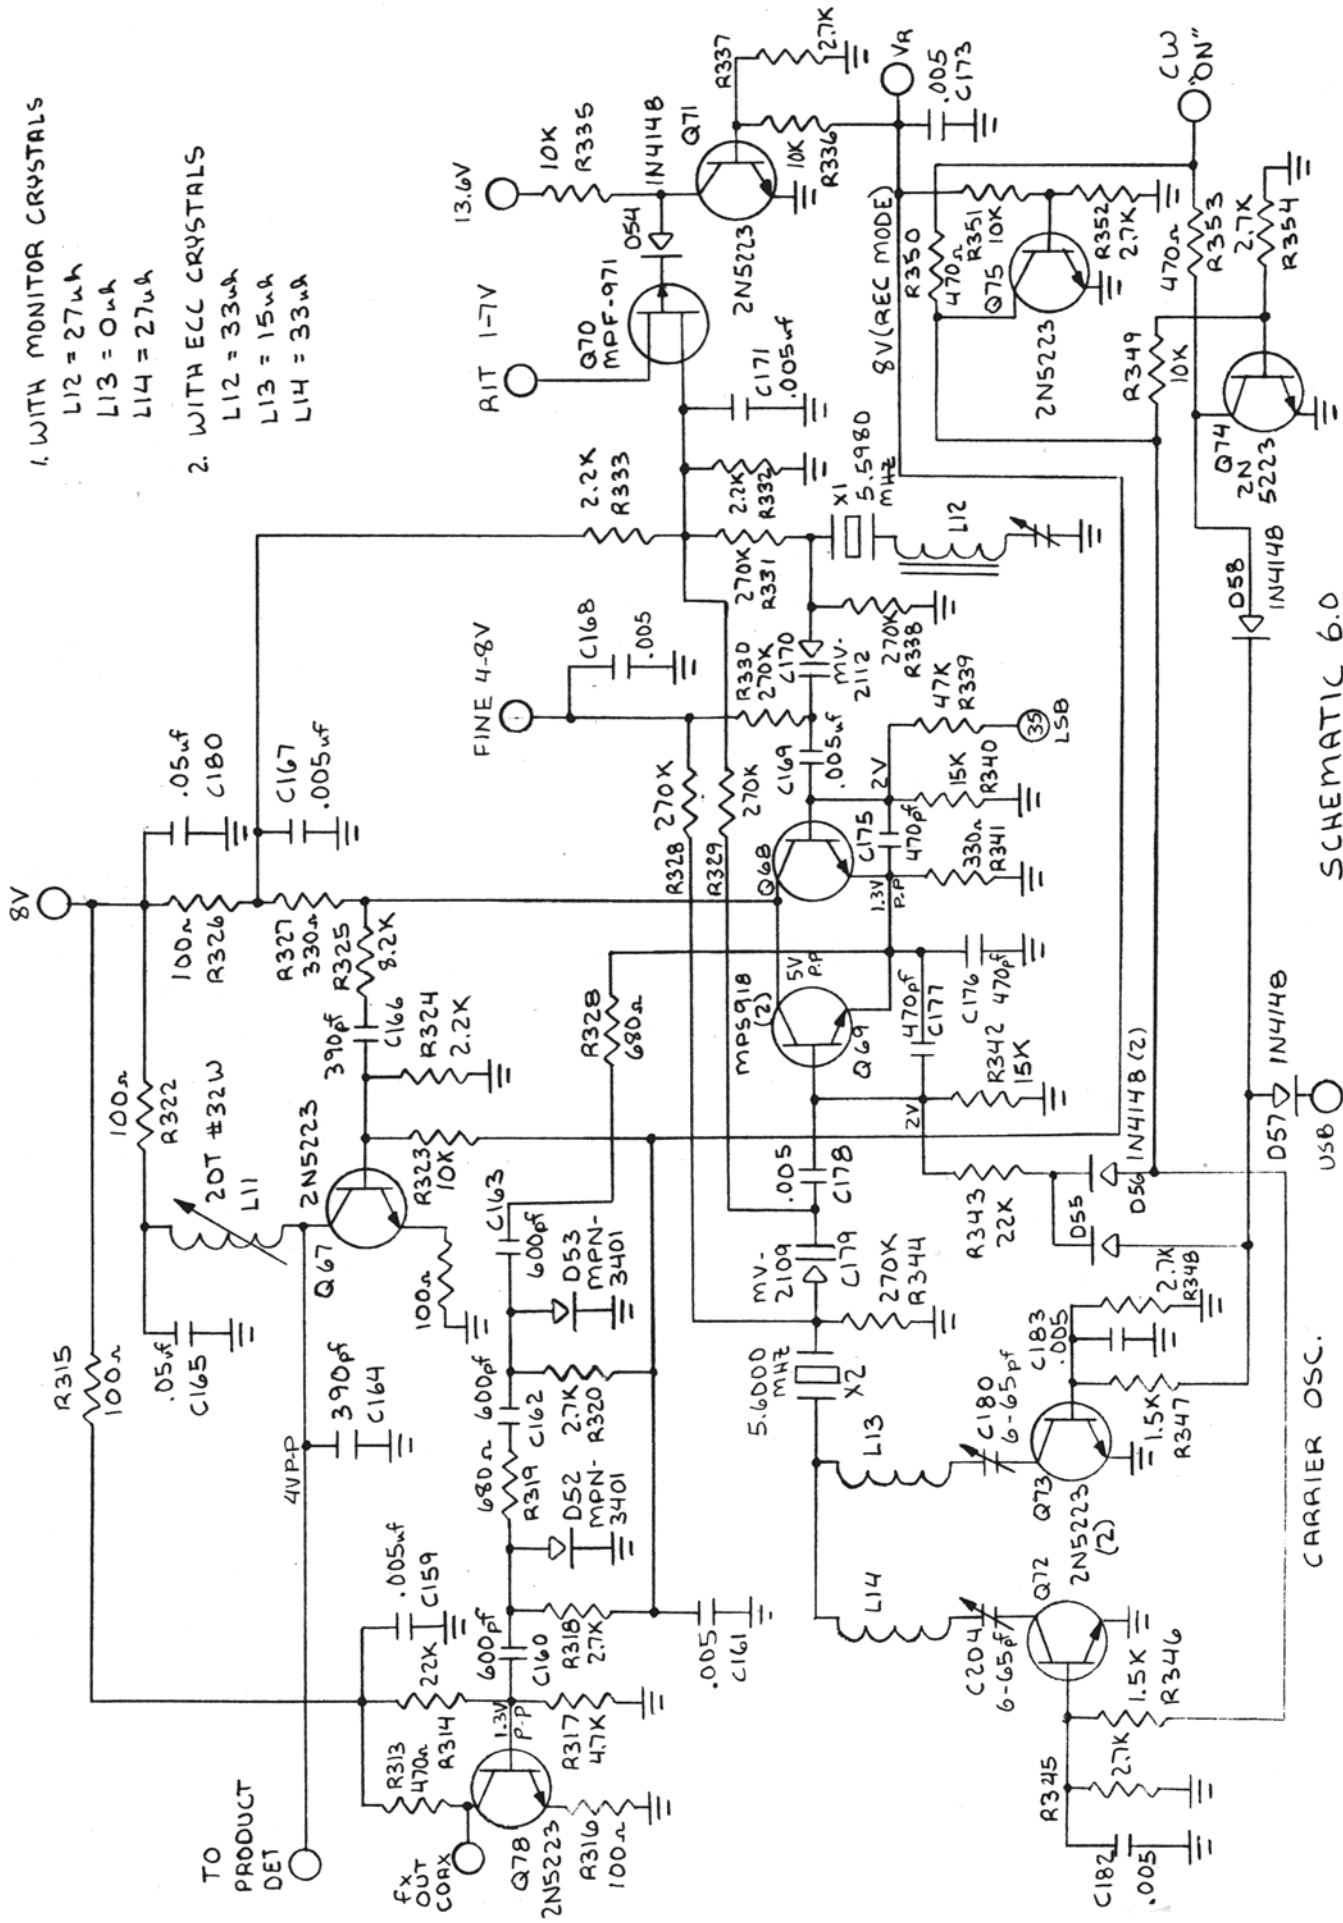 1. WITH MONITOR CRYSTALS
L12 = 27uh
L13 = 0uh
L14 = 27uh
2. WITH ECC CRYSTALS
L12 = 33uh
L13 = 15uh
L14 = 33uh
TO
PRODUCT
DET
fx
OUT
COAX
8V
FINE 4-8V
RIT 1-7V
13.6V
R315
100Ω
100Ω
R322
.05uf
C165
20T #32W
L11
100Ω
R326
.05uf
C180
R327
330Ω
C167
.005uf
4VP-P
390pf
C164
Q67
2N5223
100Ω
R323
10K
390pf
C166
R325
8.2K
R324
2.2K
2.2K
R333
C168
.005
10K
R335
IN4148
D54
Q71
2N5223
R337
2.7K
10K
R336
Q70
MPF-971
C171
.005uf
2.2K
R332
VR
.005
C173
8V(REC MODE)
R313
470Ω
22K
R314
.005uf
C159
1.3V
P-P
Q78
2N5223
R316
100Ω
R317
4.7K
600pf
C160
R318
2.7K
.005
C161
680Ω
R319
D52
MPN-
3401
600pf
C162
2.7K
R320
C163
600pf
D53
MPN-
3401
R328
680Ω
270K
R328
270K
R329
R330
270K
270K
R331
X1
5.5980
MHZ
L12
C170
MV-
2112
270K
R338
C169
.005uf
Q68
2V
47K
R339
35
LSB
15K
R340
C175
470pf
1.3V
P.P
330Ω
R341
MPS918
(2)
5V
P.P
Q69
470pf
C177
C176
470pf
2V
R342
15K
.005
C178
MV-
2109
C179
270K
R344
5.6000
MHZ
X2
R343
22K
D55
D56
IN4148 (2)
L13
L14
C180
6-65pf
C204
6-65pf
Q73
2N5223
(2)
Q72
C183
.005
2.7K
R348
1.5K
R347
1.5K
R346
R345
2.7K
C182
.005
D57
IN4148
USB
D58
IN4148
R350
470Ω
R351
10K
Q75
2N5223
R352
2.7K
R349
10K
Q74
2N
5223
470Ω
R353
2.7K
R354
CW
"ON"
CARRIER OSC.
SCHEMATIC 6.0